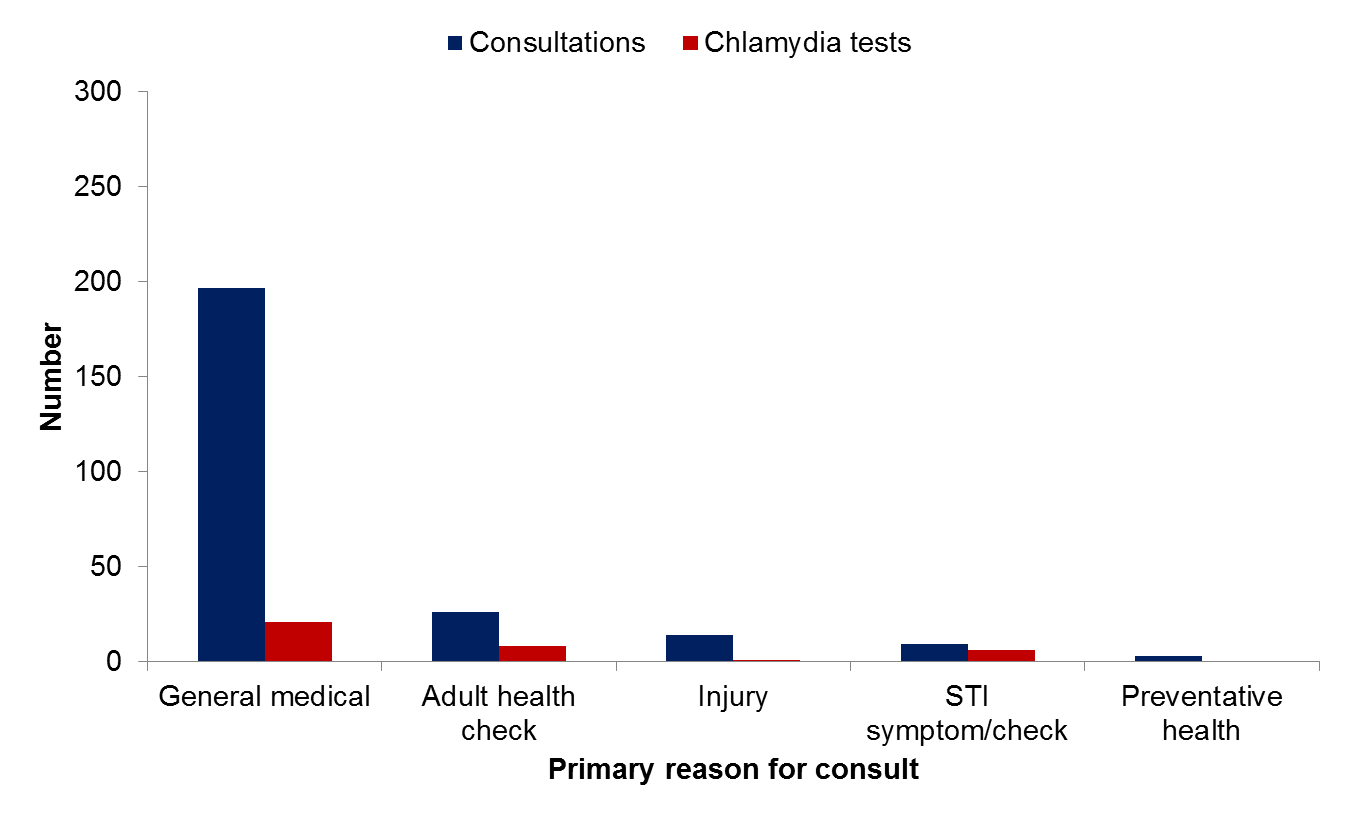 Consultations Chlamydia tests
300
250
200
150
100
50
0
Number
General medical
Adult health
check
Injury
STI
symptom/check
Preventative
health
Primary reason for consult